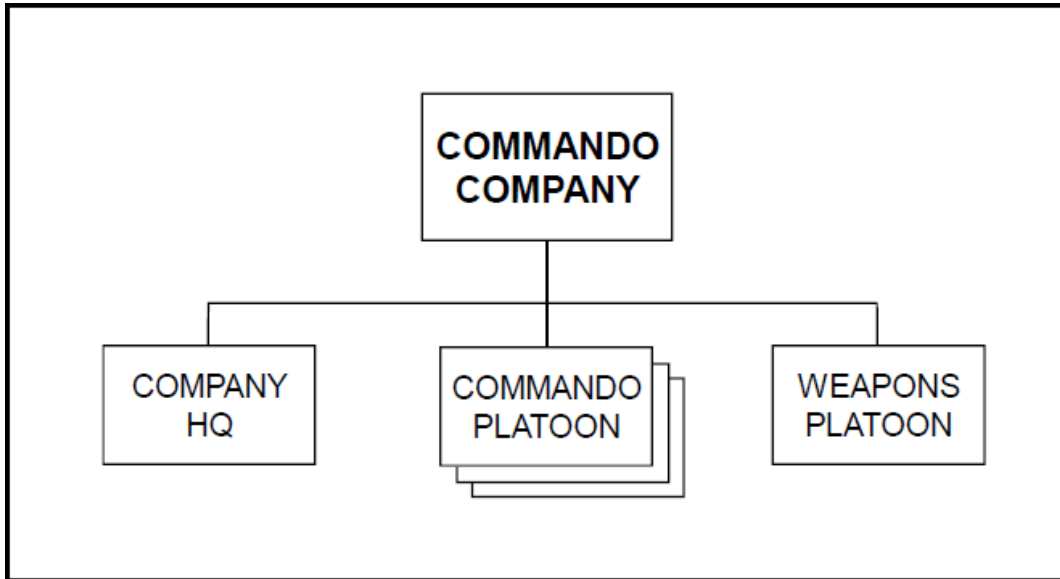 COMMANDO
COMPANY
COMPANY
HQ
COMMANDO
PLATOON
WEAPONS
PLATOON